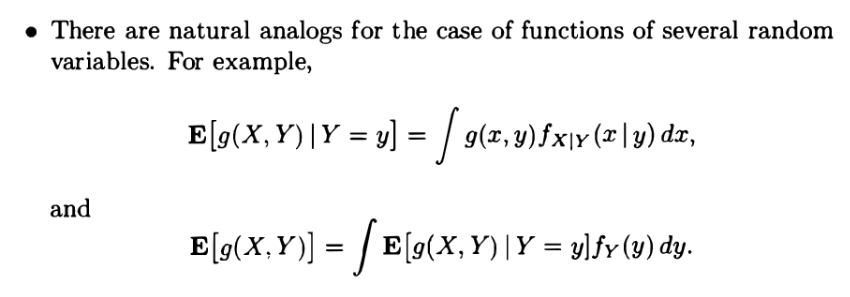 • There are natural analogs for the case of functions of several random
variables. For example,
E[g(X, Y) | Y = y] = ∫ g(x, y) f_{X|Y}(x | y) dx,
and
E[g(X, Y)] = ∫ E[g(X, Y) | Y = y] f_Y(y) dy.